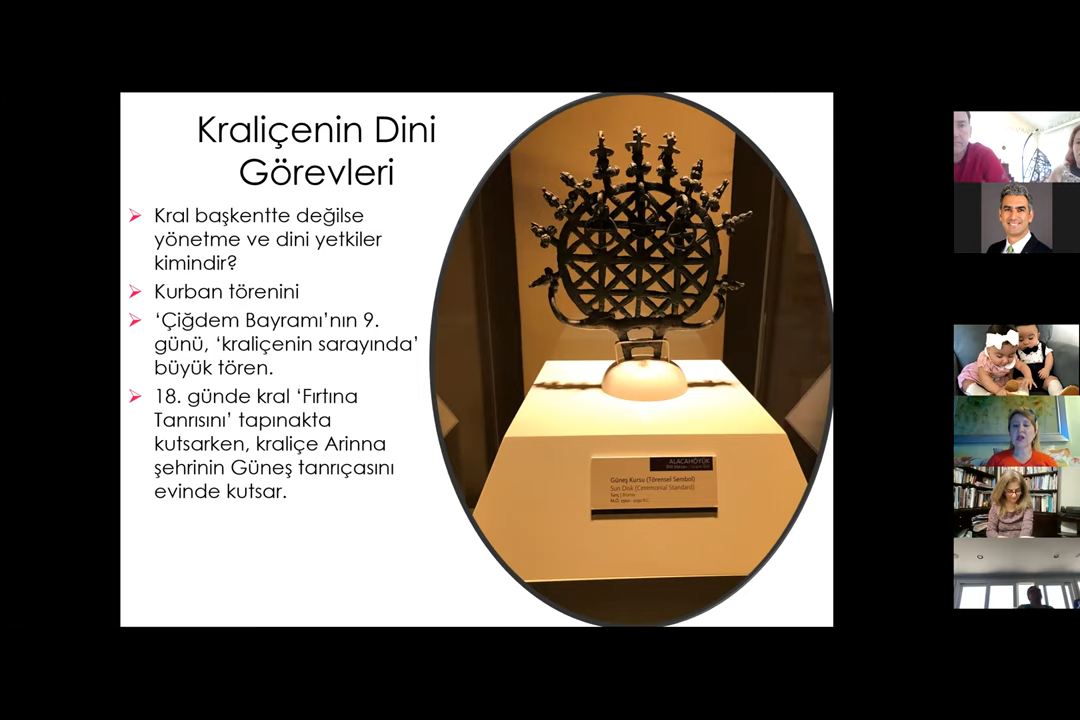 Kraliçenin Dini
Görevleri
Kral başkentte değilse
yönetme ve dini yetkiler
kimindir?
Kurban törenini
‘Çiğdem Bayramı’nın 9.
günü, ‘kraliçenin sarayında’
büyük tören.
18. günde kral ‘Fırtına
Tanrısını’ tapınakta
kutsarken, kraliçe Arinna
şehrinin Güneş tanrıçasını
evinde kutsar.
ALACAHÖYÜK
Güneş Kursu (Törensel Sembol)
Sun Disk (Ceremonial Standard)